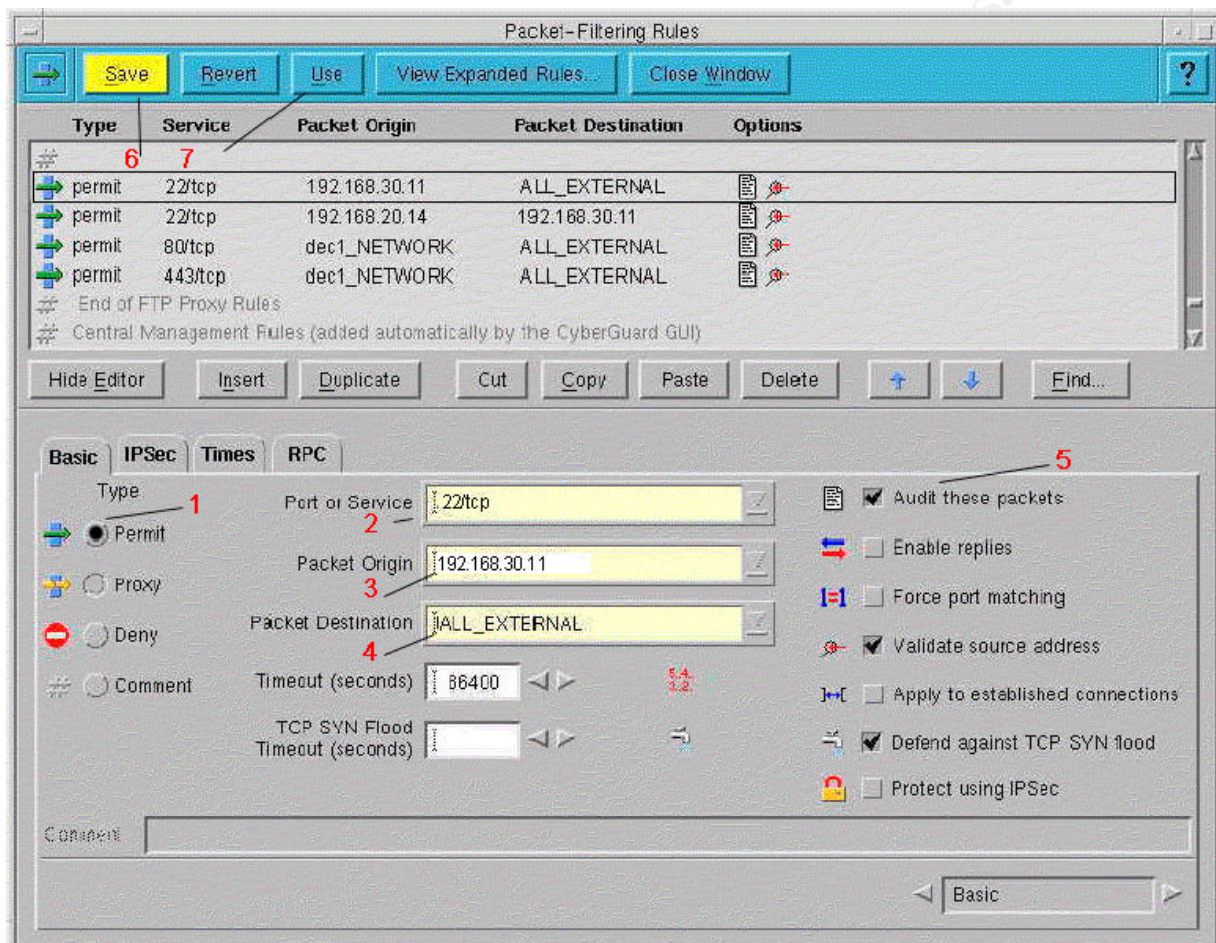 Packet-Filtering Rules
Save Revert Use View Expanded Rules... Close Window ?
Type Service Packet Origin Packet Destination Options
# 6 7
permit 22/tcp 192.168.30.11 ALL_EXTERNAL
permit 22/tcp 192.168.20.14 192.168.30.11
permit 80/tcp dec1_NETWORK ALL_EXTERNAL
permit 443/tcp dec1_NETWORK ALL_EXTERNAL
# End of FTP Proxy Rules
# Central Management Rules (added automatically by the CyberGuard GUI)
Hide Editor Insert Duplicate Cut Copy Paste Delete Find...
Basic IPSec Times RPC
Type
1
Permit
Proxy
Deny
# Comment
Port or Service 22/tcp
2
Packet Origin 192.168.30.11
3
Packet Destination ALL_EXTERNAL
4
Timeout (seconds) 86400
TCP SYN Flood
Timeout (seconds)
5
Audit these packets
Enable replies
1=1 Force port matching
Validate source address
Apply to established connections
Defend against TCP SYN flood
Protect using IPSec
Comment
Basic